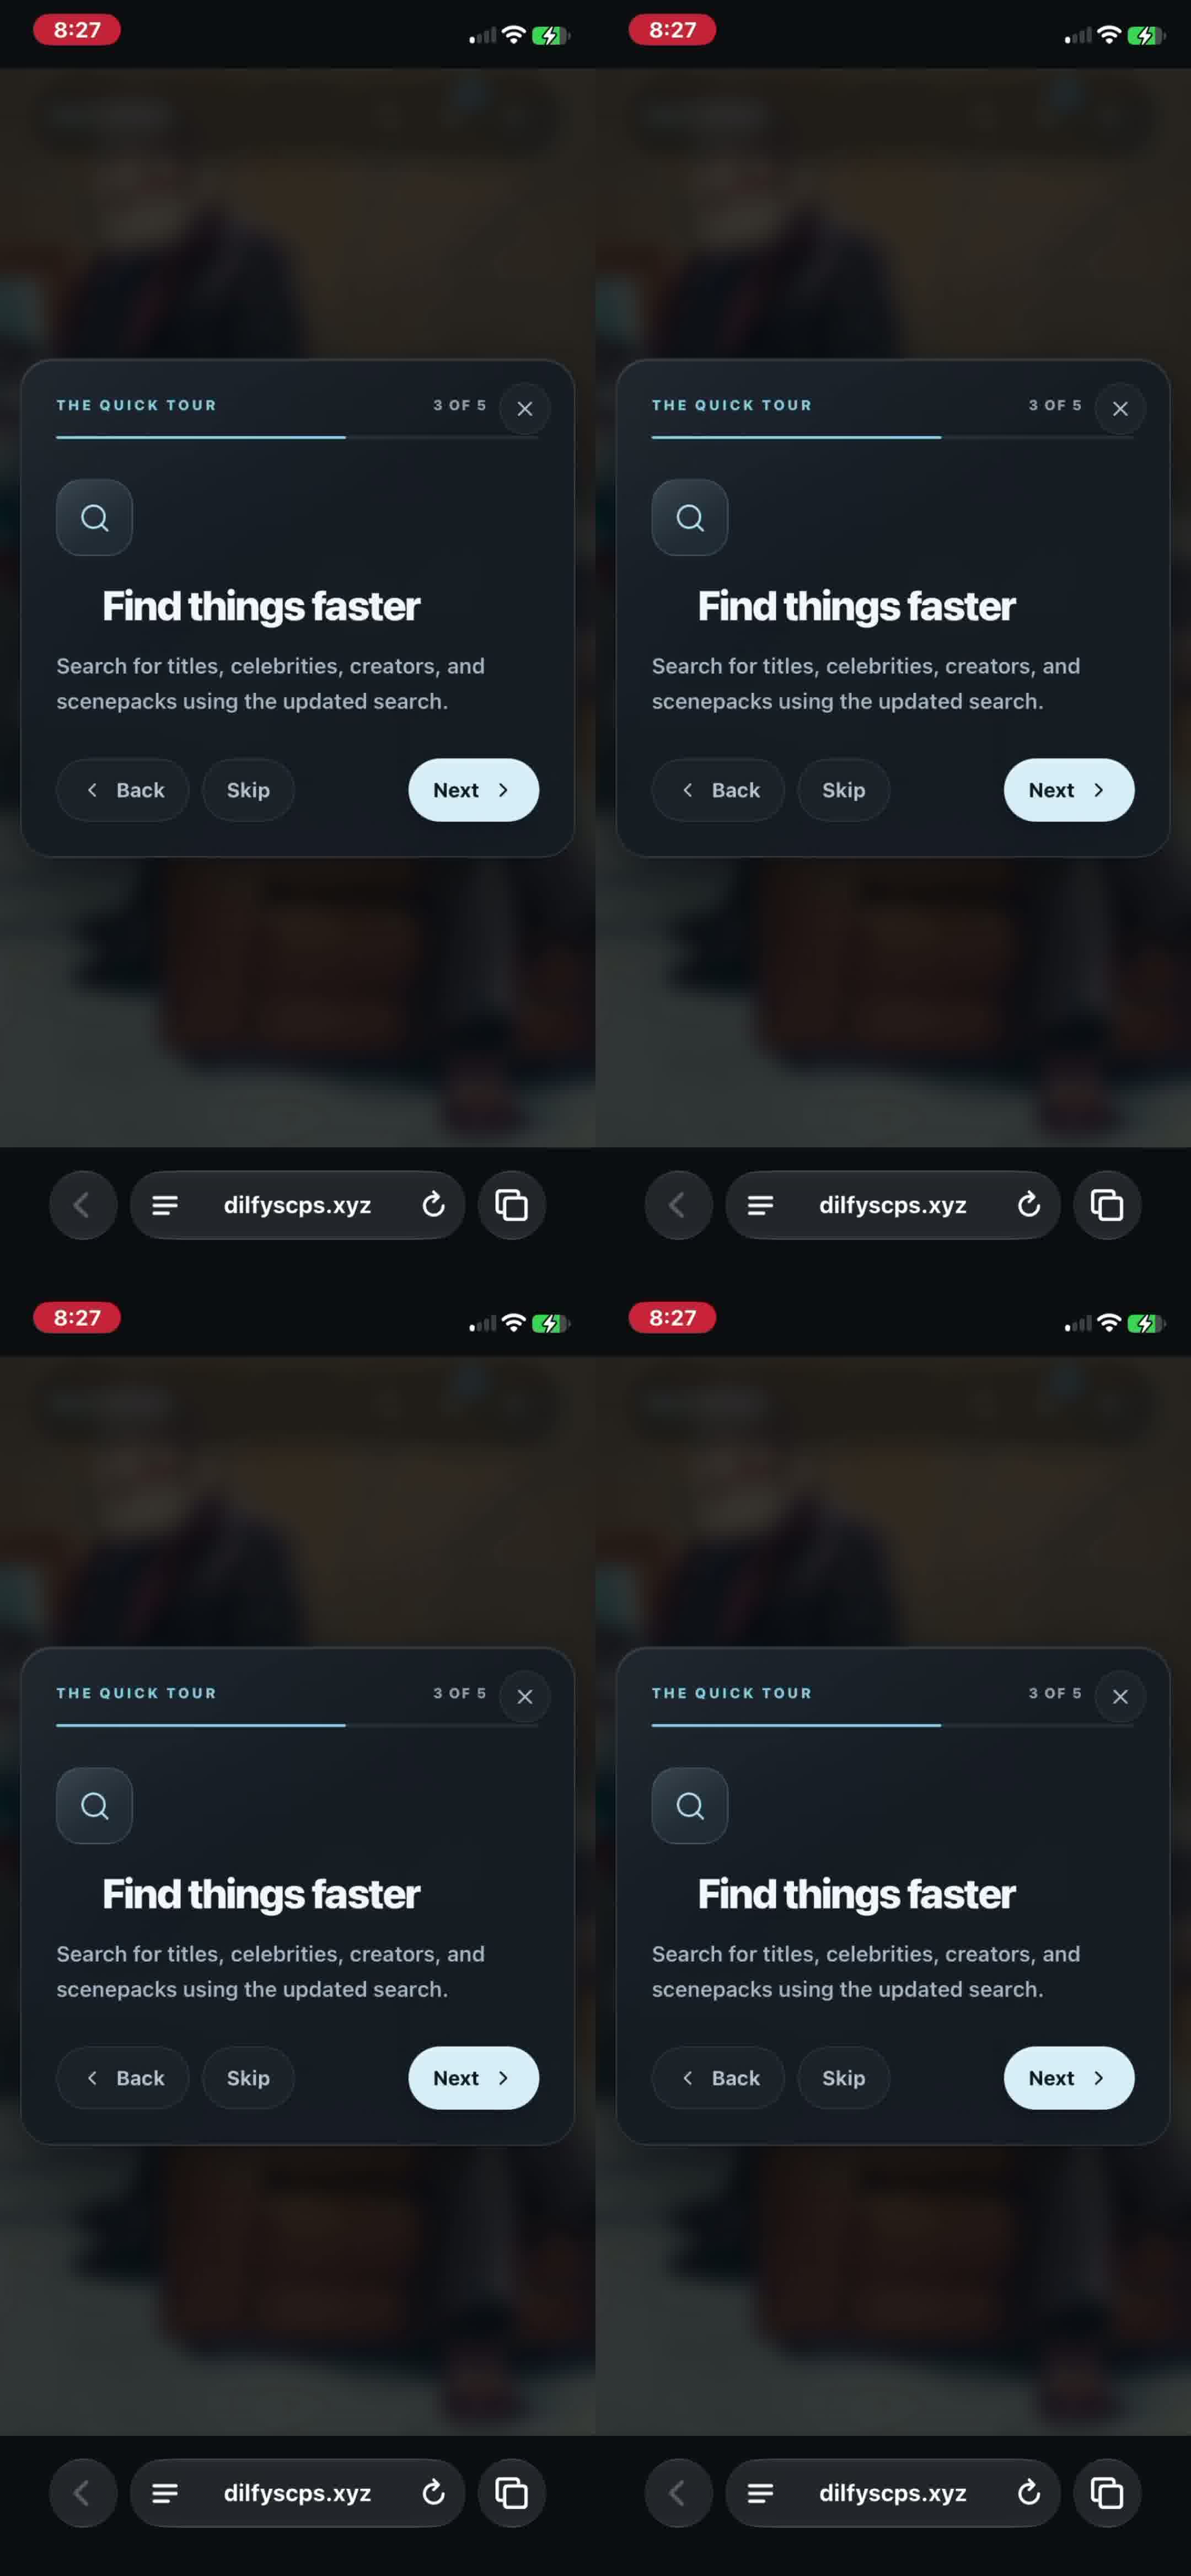 8:27
THE QUICK TOUR 3 OF 5
Find things faster
Search for titles, celebrities, creators, and
scenepacks using the updated search.
Back Skip Next
dilfyscps.xyz
8:27
THE QUICK TOUR 3 OF 5
Find things faster
Search for titles, celebrities, creators, and
scenepacks using the updated search.
Back Skip Next
dilfyscps.xyz
8:27
THE QUICK TOUR 3 OF 5
Find things faster
Search for titles, celebrities, creators, and
scenepacks using the updated search.
Back Skip Next
dilfyscps.xyz
8:27
THE QUICK TOUR 3 OF 5
Find things faster
Search for titles, celebrities, creators, and
scenepacks using the updated search.
Back Skip Next
dilfyscps.xyz